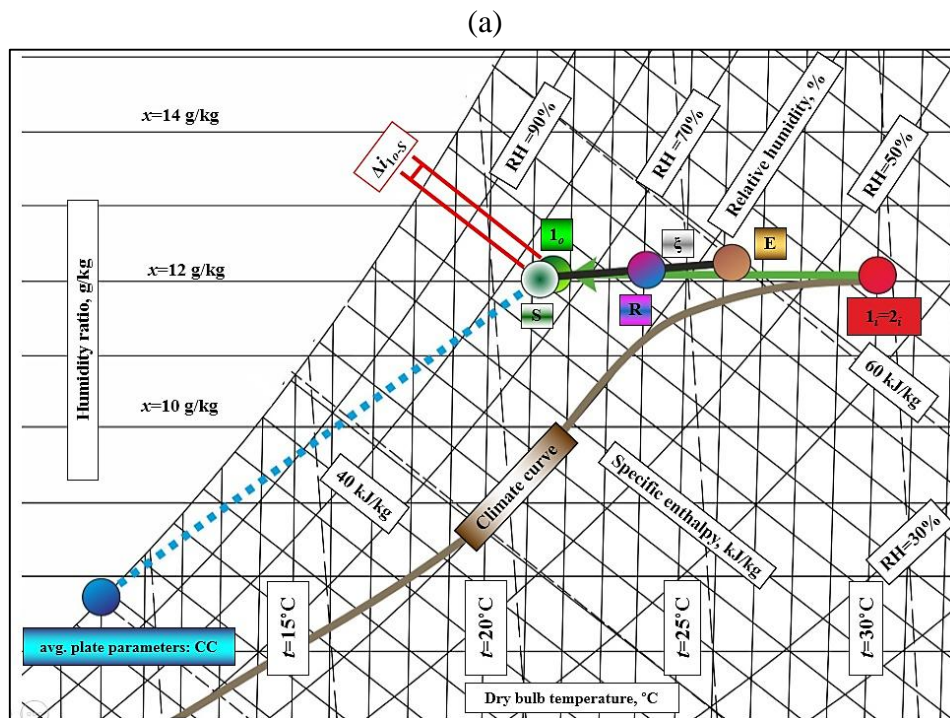 (a)
x=14 g/kg
RH =90%
RH =70%
Relative humidity, %
RH=50%
Δi1o-S
Humidity ratio, g/kg
1o
ξ
E
x=12 g/kg
S
R
1i=2i
x=10 g/kg
60 kJ/kg
40 kJ/kg
Climate curve
Specific enthalpy, kJ/kg
RH=30%
t=15°C
t=20°C
t=25°C
t=30°C
avg. plate parameters: CC
Dry bulb temperature, °C